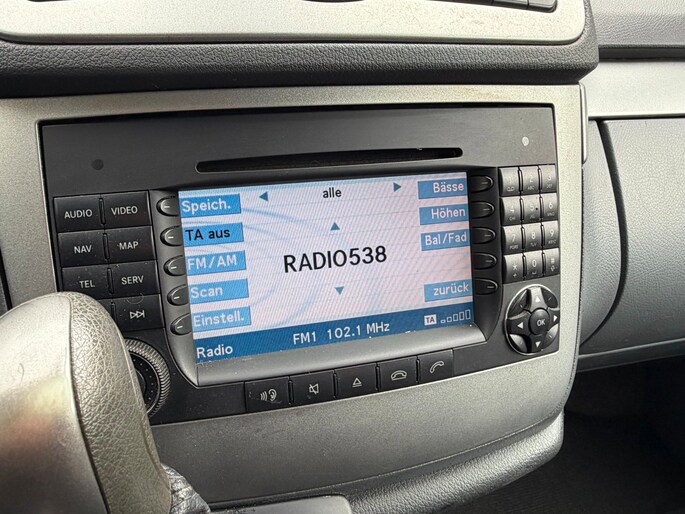 AUDIO VIDEO
NAV MAP
TEL SERV
Speich.
TA aus
FM/AM
Scan
Einstell.
alle
RADIO538
Bässe
Höhen
Bal/Fad
zurück
Radio FM1 102.1 MHz TA
OK